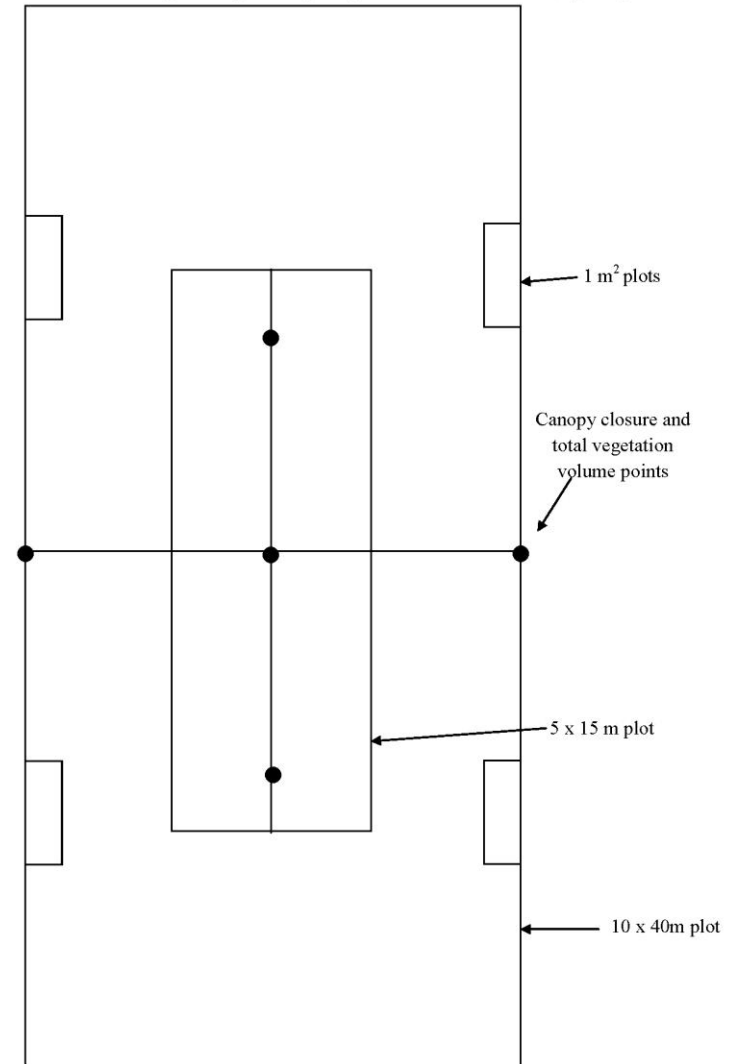 1 m² plots
Canopy closure and
total vegetation
volume points
5 x 15 m plot
10 x 40m plot